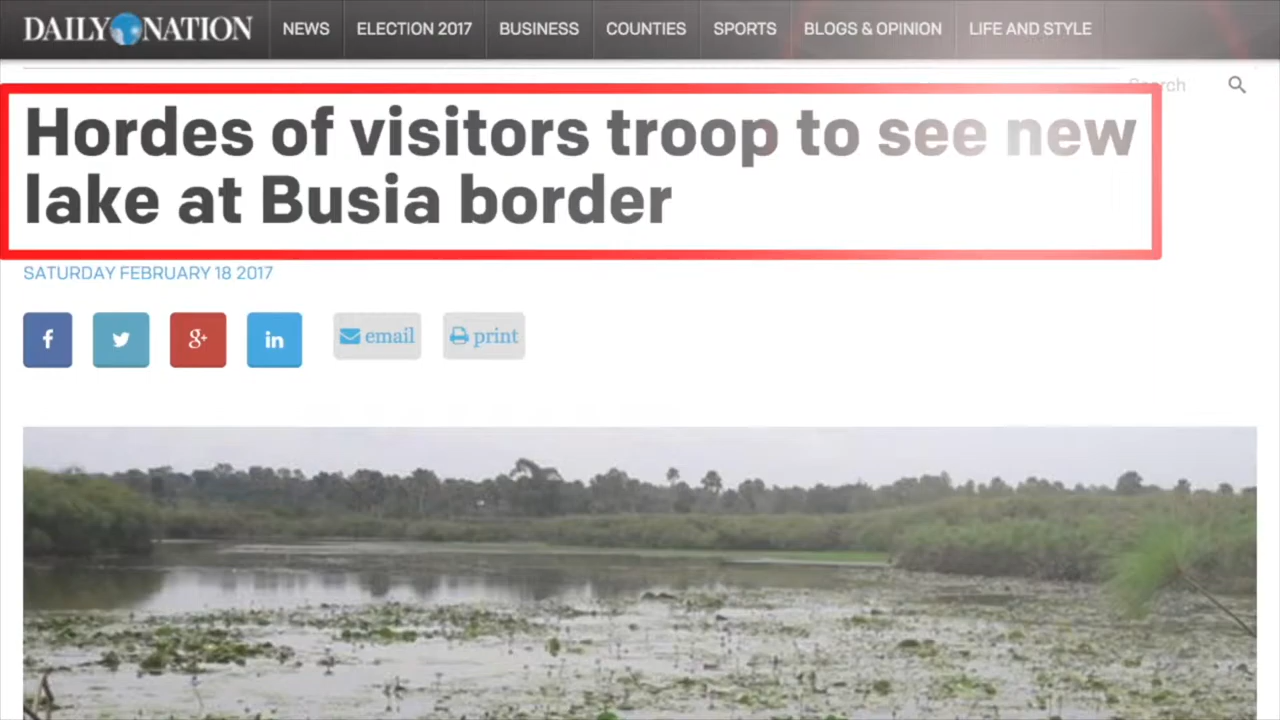 DAILY NATION
NEWS
ELECTION 2017
BUSINESS
COUNTIES
SPORTS
BLOGS & OPINION
LIFE AND STYLE
Search
Hordes of visitors troop to see new
lake at Busia border
SATURDAY FEBRUARY 18 2017
f
g+
in
email
print